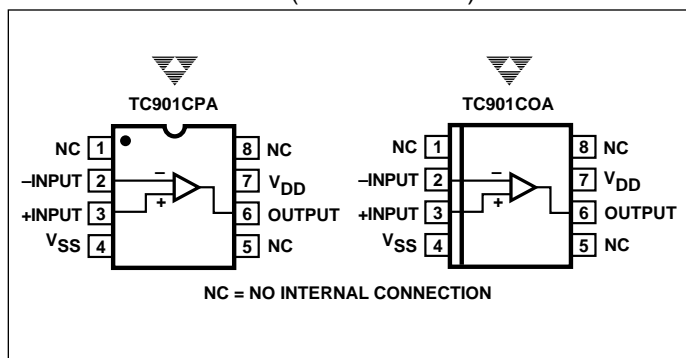 TC901CPA
NC 1
8 NC
–INPUT 2
–
7 VDD
+INPUT 3
+
6 OUTPUT
VSS 4
5 NC
TC901COA
NC 1
8 NC
–INPUT 2
–
7 VDD
+INPUT 3
+
6 OUTPUT
VSS 4
5 NC
NC = NO INTERNAL CONNECTION